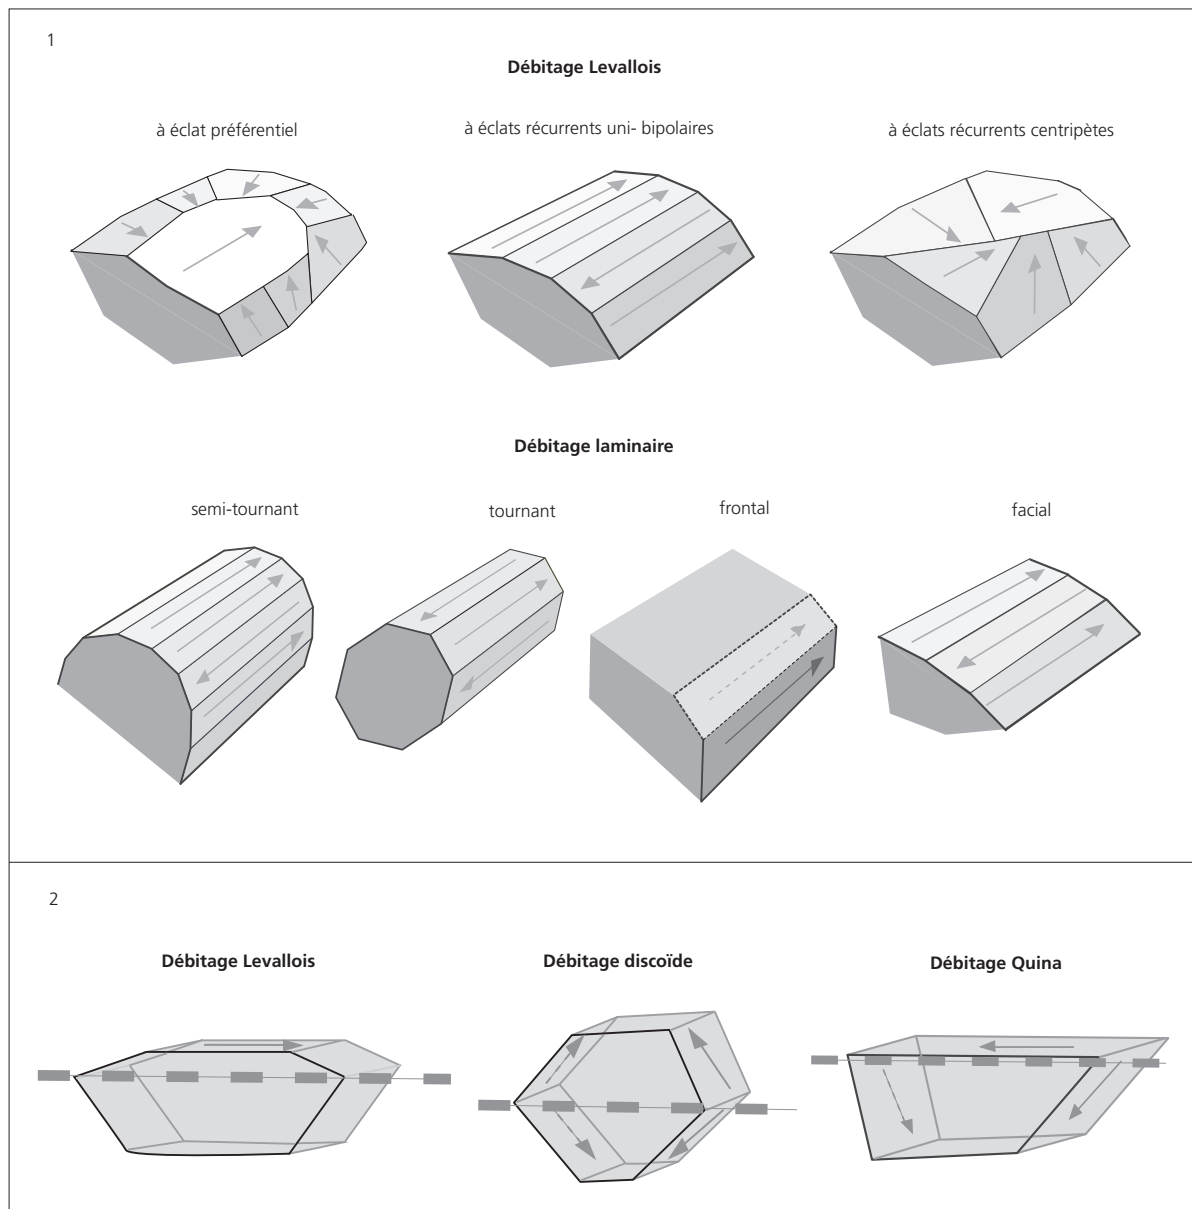 1
Débitage Levallois
à éclat préférentiel
à éclats récurrents uni- bipolaires
à éclats récurrents centripètes
Débitage laminaire
semi-tournant
tournant
frontal
facial
2
Débitage Levallois
Débitage discoïde
Débitage Quina